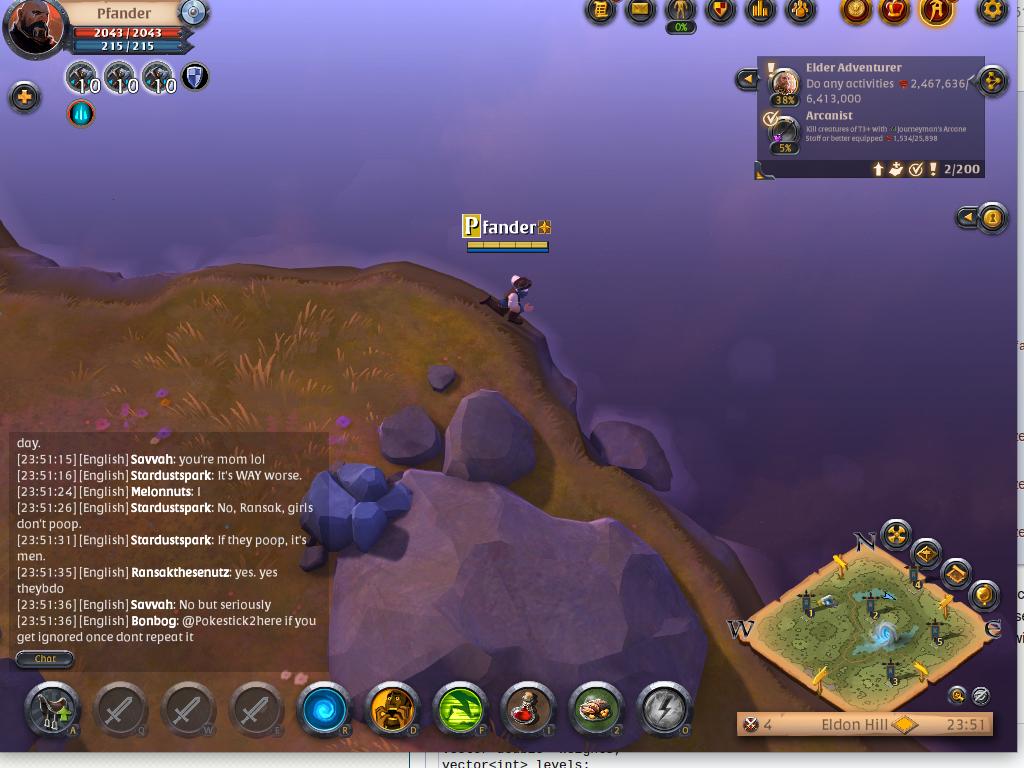 Pfander
2043 / 2043
215 / 215
10
10
10
0%
Elder Adventurer
Do any activities 2,467,636/
6,413,000
38%
Arcanist
Kill creatures of T3+ with Journeyman's Arcane
Staff or better equipped 1,534/25,898
5%
2/200
Pfander
day.
[23:51:15] [English] Savvah: you're mom lol
[23:51:16] [English] Stardustspark: It's WAY worse.
[23:51:24] [English] Melonnuts: I
[23:51:26] [English] Stardustspark: No, Ransak, girls
don't poop.
[23:51:31] [English] Stardustspark: If they poop, it's
men.
[23:51:35] [English] Ransakthesenutz: yes. yes
theybdo
[23:51:36] [English] Savvah: No but seriously
[23:51:36] [English] Bonbog: @Pokestick2here if you
get ignored once dont repeat it
Chat
A
Q
W
E
R
D
F
1
2
O
N
W
E
1
2
3
4
5
4
Eldon Hill
23:51
vector<int> levels;